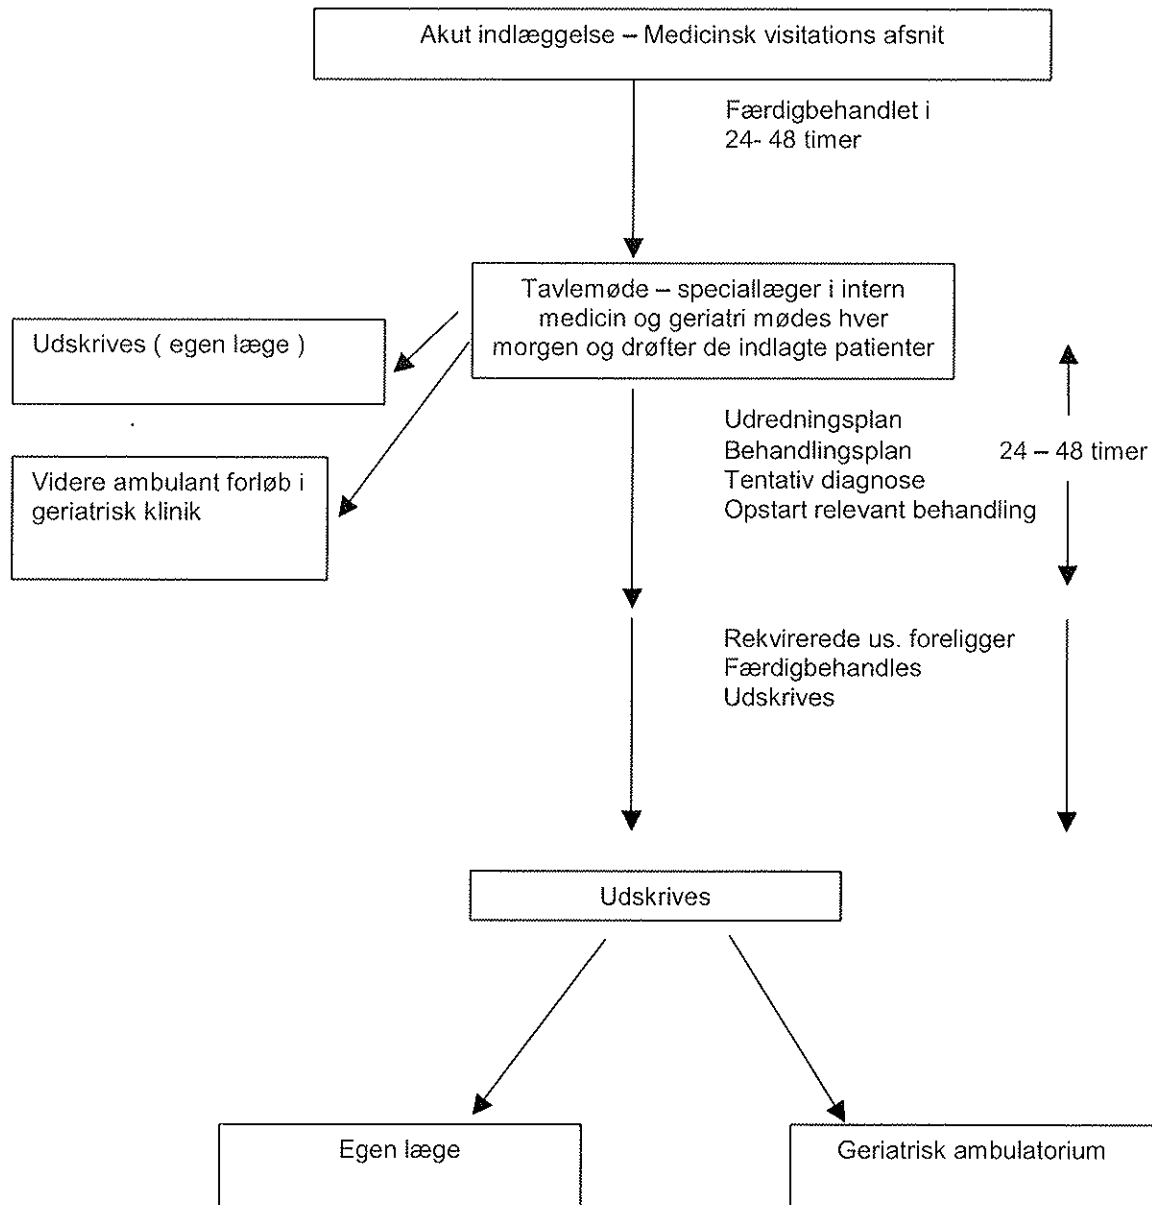 Akut indlæggelse – Medicinsk visitations afsnit
Færdigbehandlet i
24- 48 timer
Tavlemøde – speciallæger i intern
medicin og geriatri mødes hver
morgen og drøfter de indlagte patienter
Udskrives ( egen læge )
Videre ambulant forløb i
geriatrisk klinik
Udredningsplan
Behandlingsplan
Tentativ diagnose
Opstart relevant behandling
24 – 48 timer
Rekvirerede us. foreligger
Færdigbehandles
Udskrives
Udskrives
Egen læge
Geriatrisk ambulatorium